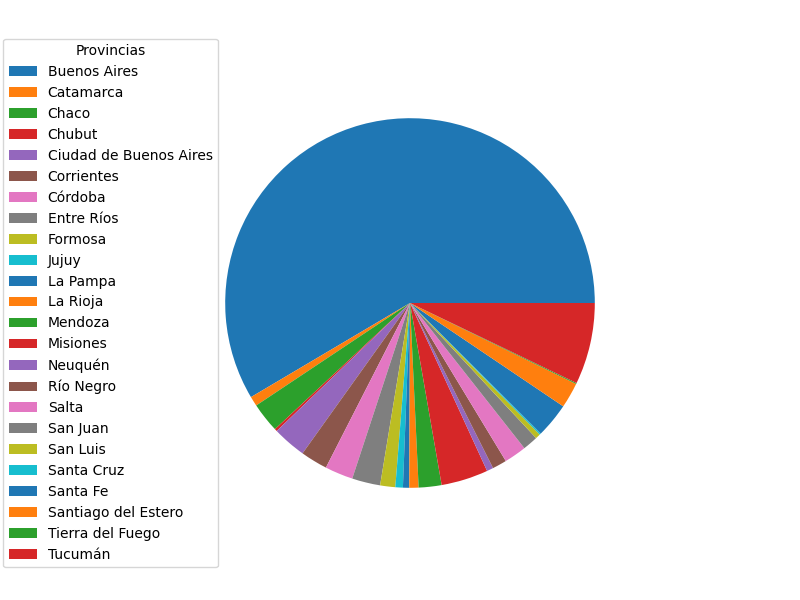 Provincias
Buenos Aires
Catamarca
Chaco
Chubut
Ciudad de Buenos Aires
Corrientes
Córdoba
Entre Ríos
Formosa
Jujuy
La Pampa
La Rioja
Mendoza
Misiones
Neuquén
Río Negro
Salta
San Juan
San Luis
Santa Cruz
Santa Fe
Santiago del Estero
Tierra del Fuego
Tucumán